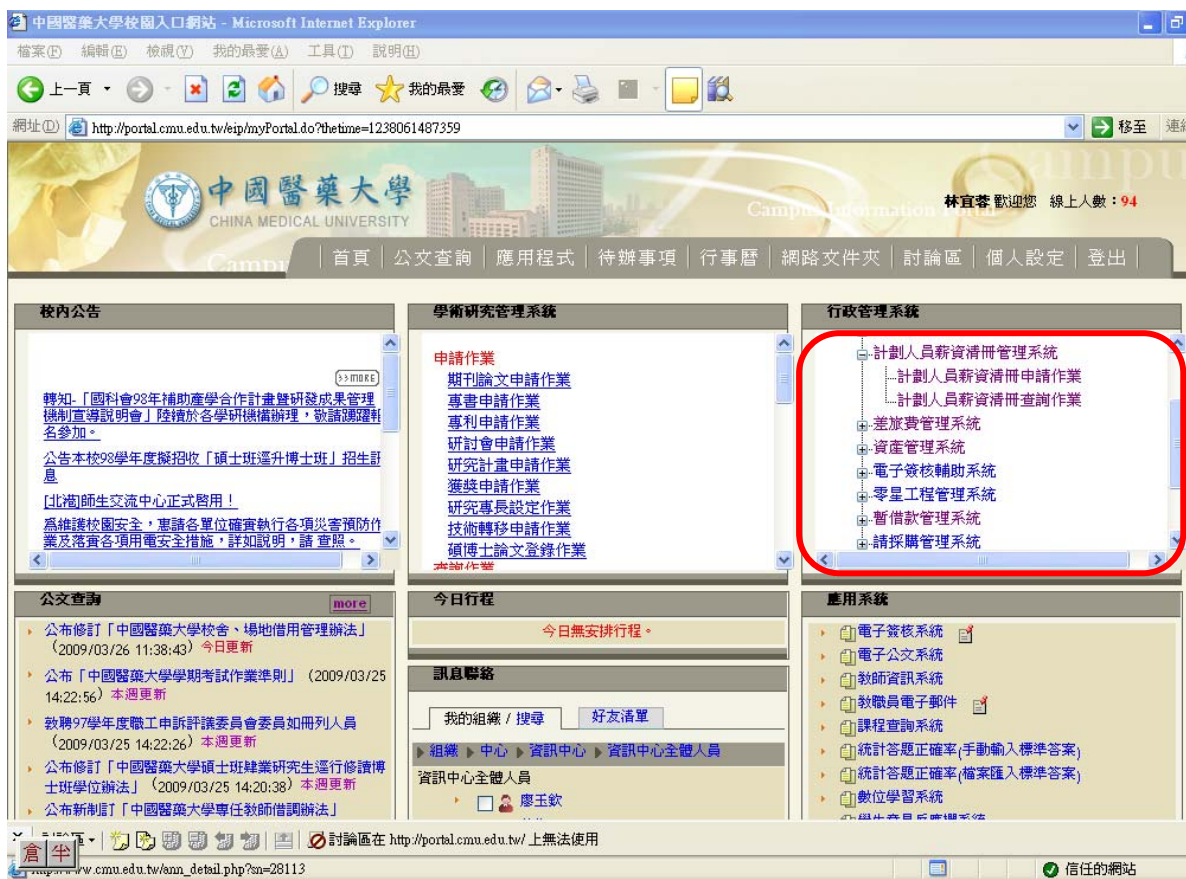 中國醫藥大學校園入口網站 - Microsoft Internet Explorer
檔案(F) 編輯(E) 檢視(V) 我的最愛(A) 工具(T) 說明(H)
上一頁 搜尋 我的最愛
網址(D) http://portal.cmu.edu.tw/eip/myPortal.do?thetime=1238061487359 移至
中國醫藥大學
CHINA MEDICAL UNIVERSITY
Campus Information Portal
林宜蓉 歡迎您 線上人數：94
首頁 | 公文查詢 | 應用程式 | 待辦事項 | 行事曆 | 網路文件夾 | 討論區 | 個人設定 | 登出 |
校內公告
>>MORE
轉知-「國科會98年補助產學合作計畫暨研發成果管理
機制宣導說明會」陸續於各學研機構辦理，敬請踴躍報
名參加。
公告本校98學年度擬招收「碩士班逕升博士班」招生訊
息
[北港]師生交流中心正式啓用！
爲維護校園安全，惠請各單位確實執行各項災害預防作
業及落實各項用電安全措施，詳如說明，請 查照。
學術研究管理系統
申請作業
期刊論文申請作業
專書申請作業
專利申請作業
研討會申請作業
研究計畫申請作業
獲獎申請作業
研究專長設定作業
技術轉移申請作業
碩博士論文登錄作業
查詢作業
行政管理系統
計劃人員薪資清冊管理系統
計劃人員薪資清冊申請作業
計劃人員薪資清冊查詢作業
差旅費管理系統
資產管理系統
電子簽核輔助系統
零星工程管理系統
暫借款管理系統
請採購管理系統
公文查詢
more
公布修訂「中國醫藥大學校舍、場地借用管理辦法」
（2009/03/26 11:38:43）今日更新
公布「中國醫藥大學學期考試作業準則」（2009/03/25
14:22:56）本週更新
敦聘97學年度職工申訴評議委員會委員如冊列人員
（2009/03/25 14:22:26）本週更新
公布修訂「中國醫藥大學碩士班肄業研究生逕行修讀博
士班學位辦法」（2009/03/25 14:20:38）本週更新
公布新制訂「中國醫藥大學專任教師借調辦法」
今日行程
今日無安排行程。
訊息聯絡
我的組織 / 搜尋 好友清單
組織 中心 資訊中心 資訊中心全體人員
資訊中心全體人員
廖玉欽
應用系統
電子簽核系統
電子公文系統
教師資訊系統
教職員電子郵件
課程查詢系統
統計答題正確率(手動輸入標準答案)
統計答題正確率(檔案匯入標準答案)
數位學習系統
討論區在 http://portal.cmu.edu.tw/ 上無法使用
倉 半
www.cmu.edu.tw/ann_detail.php?sn=28113 信任的網站